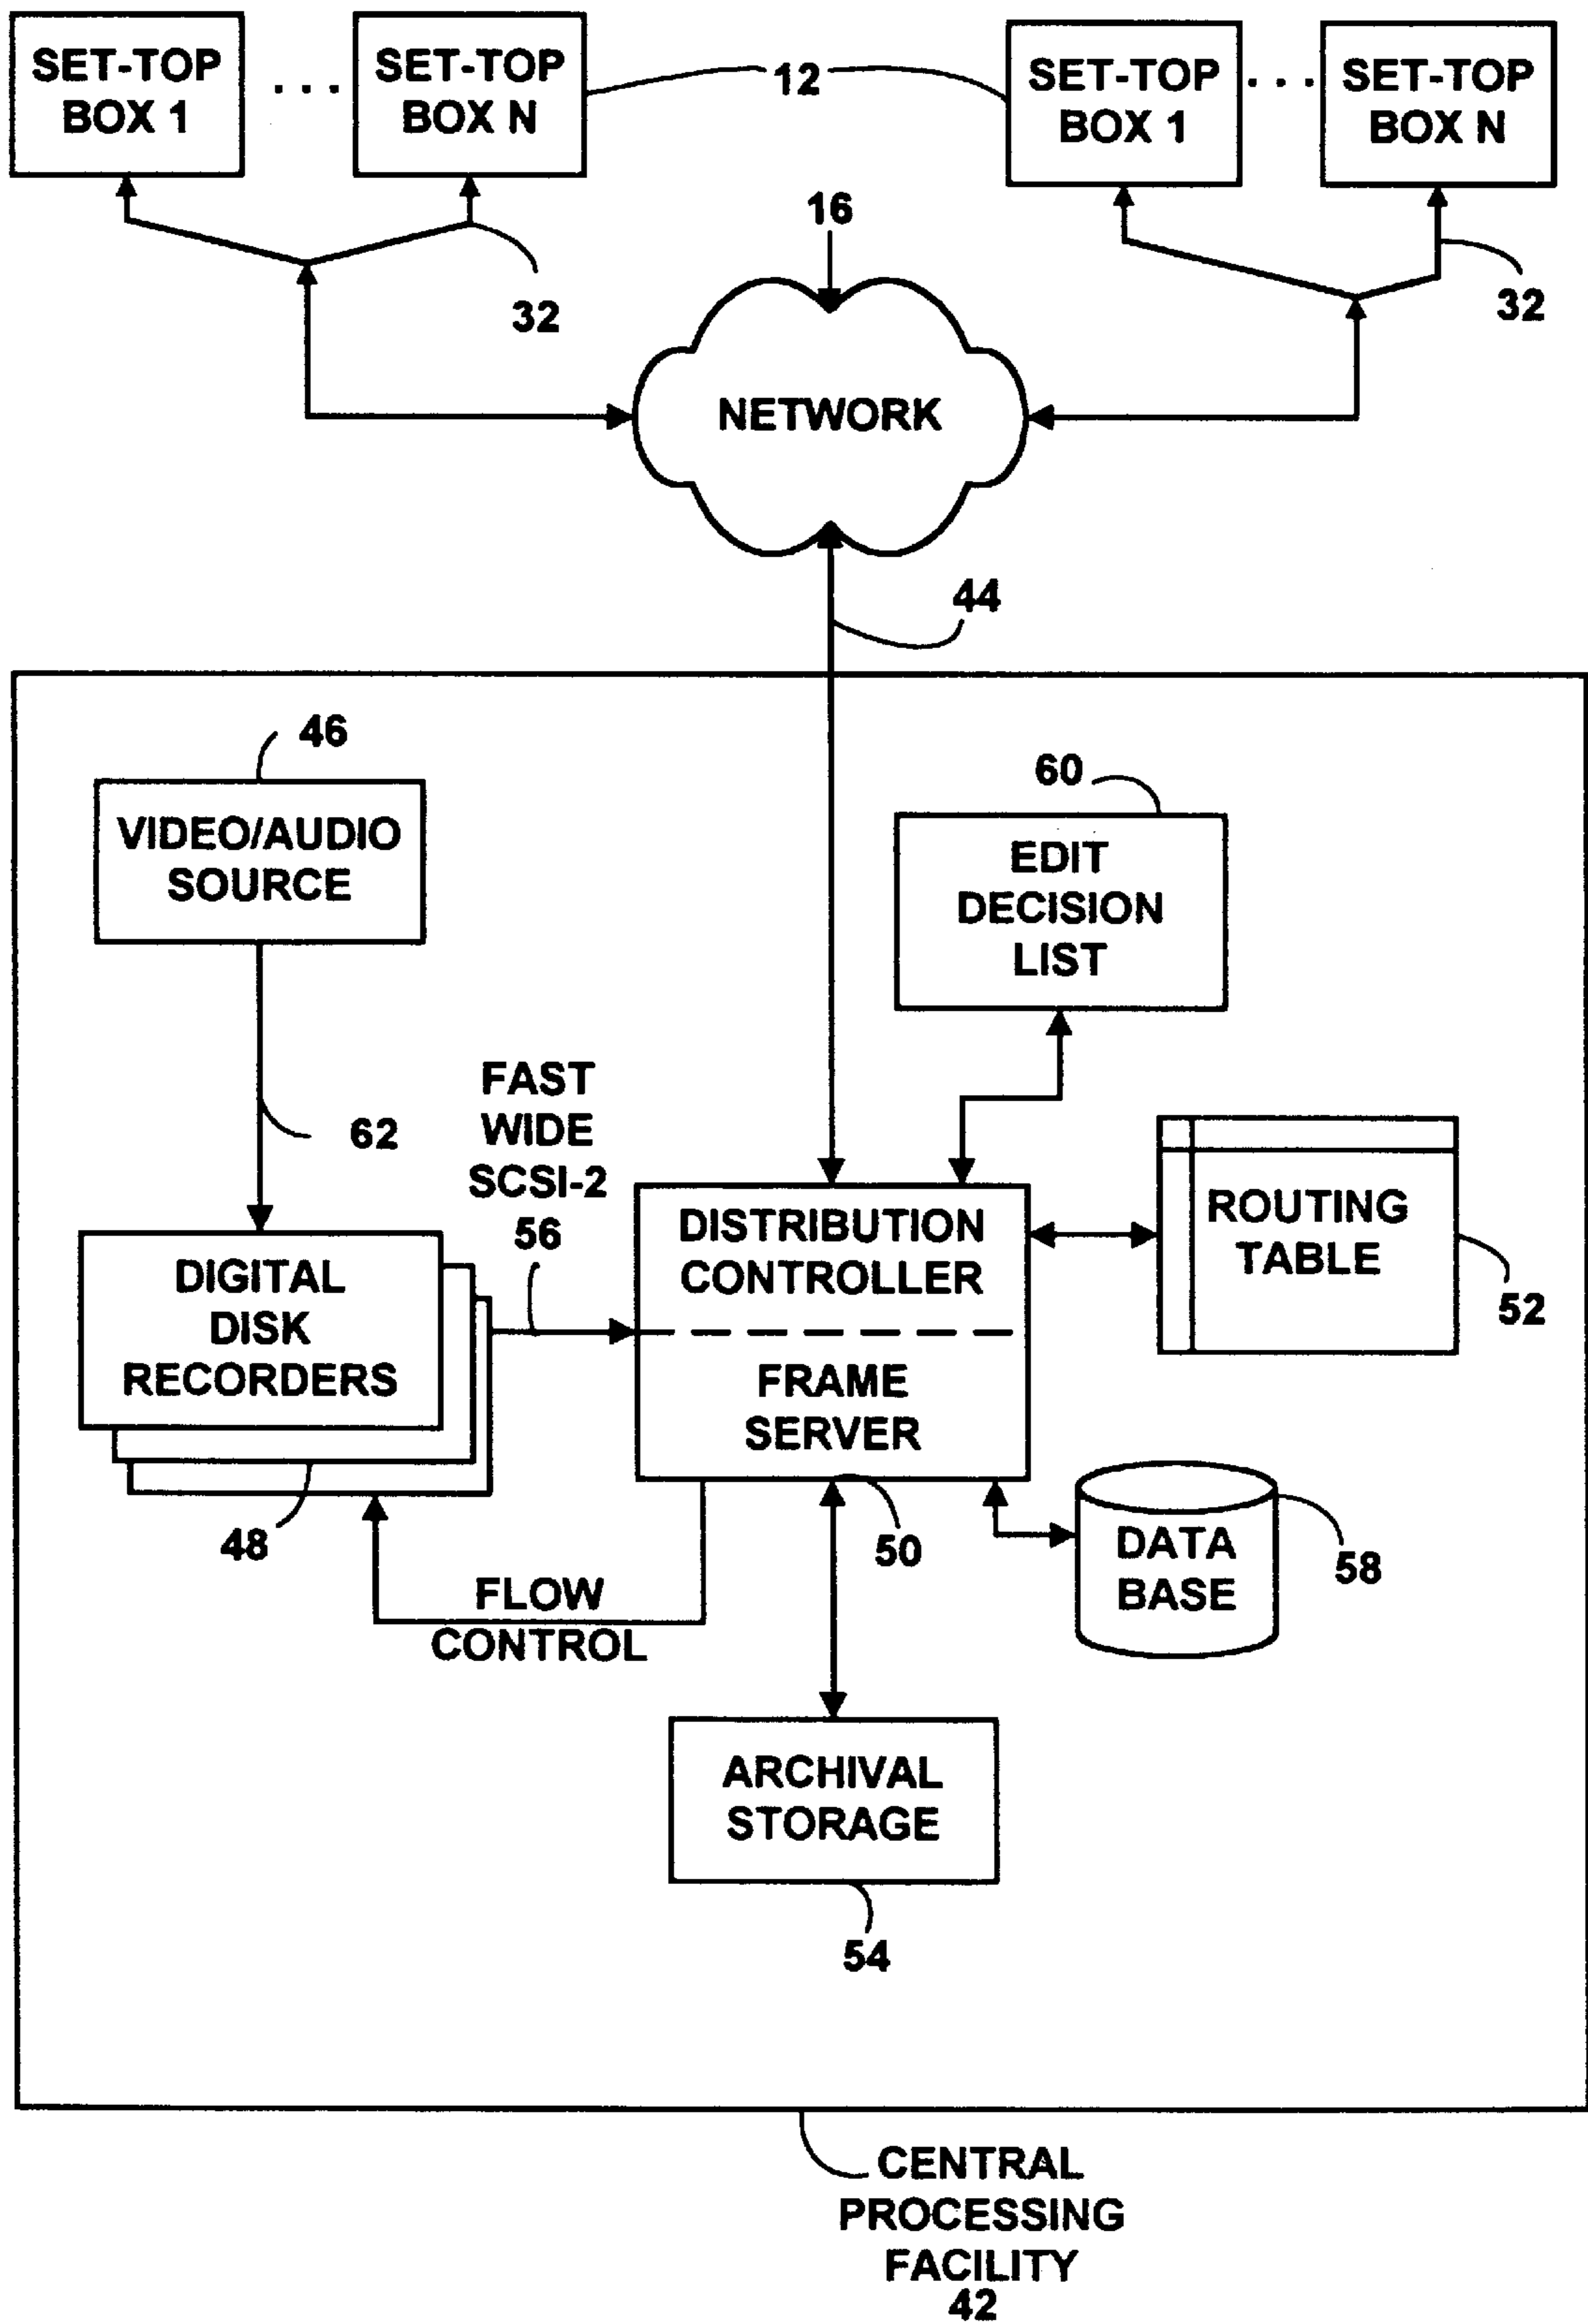 SET-TOP
BOX 1
. . .
SET-TOP
BOX N
12
SET-TOP
BOX 1
. . .
SET-TOP
BOX N
16
32
32
NETWORK
44
46
VIDEO/AUDIO
SOURCE
60
EDIT
DECISION
LIST
62
FAST
WIDE
SCSI-2
56
DISTRIBUTION
CONTROLLER
FRAME
SERVER
ROUTING
TABLE
52
DIGITAL
DISK
RECORDERS
48
50
DATA
BASE
58
FLOW
CONTROL
ARCHIVAL
STORAGE
54
CENTRAL
PROCESSING
FACILITY
42